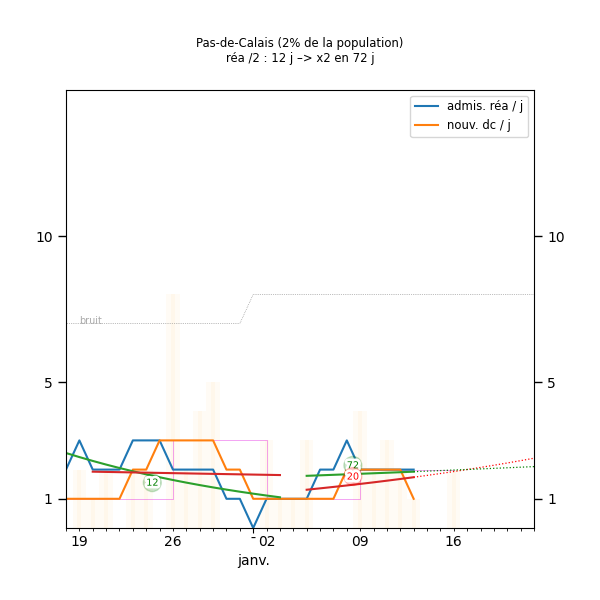 Pas-de-Calais (2% de la population)
réa /2 : 12 j –> x2 en 72 j
admis. réa / j
nouv. dc / j
10 10
bruit
5 5
72
20
-12
1 1
19 26 02 09 16
janv.